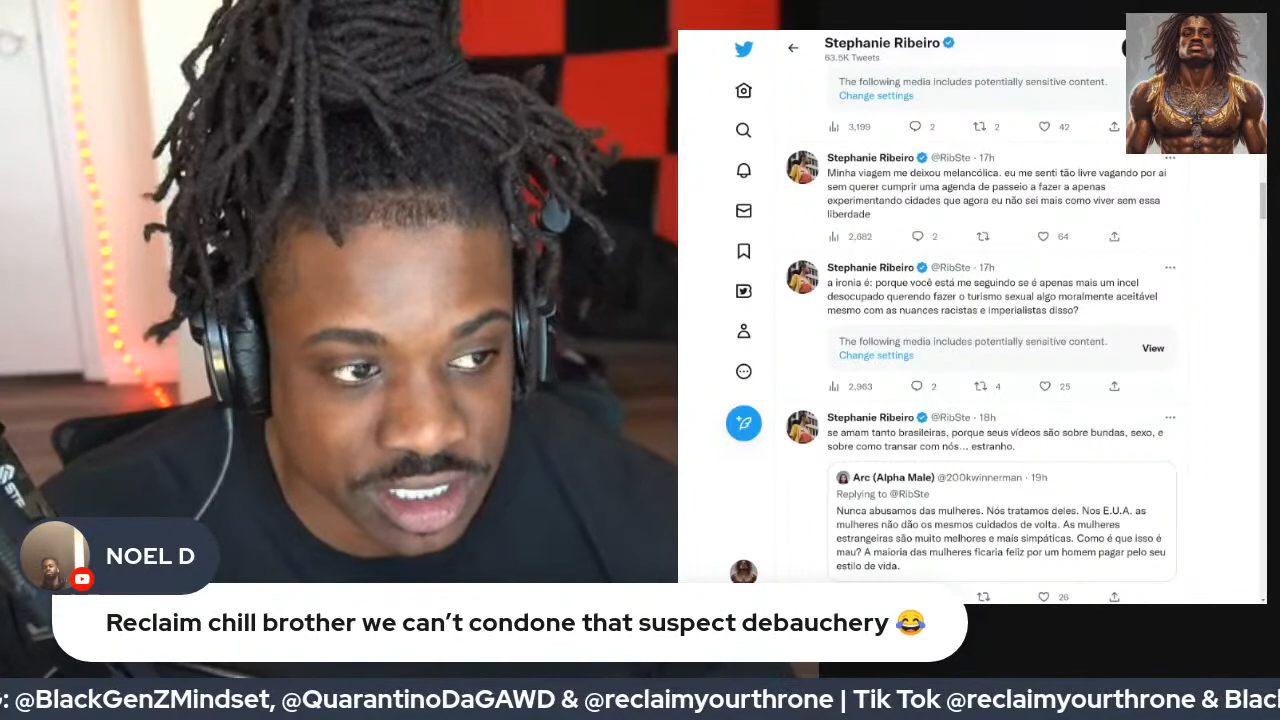 Stephanie Ribeiro
63.5K Tweets
The following media includes potentially sensitive content.
Change settings
3,199 2 2 42
Stephanie Ribeiro @RibSte · 17h
Minha viagem me deixou melancólica. eu me senti tão livre vagando por aí
sem querer cumprir uma agenda de passeio a fazer a apenas
experimentando cidades que agora eu não sei mais como viver sem essa
liberdade
2,682 2 64
Stephanie Ribeiro @RibSte · 17h
a ironia é: porque você está me seguindo se é apenas mais um incel
desocupado querendo fazer o turismo sexual algo moralmente aceitável
mesmo com as nuances racistas e imperialistas disso?
The following media includes potentially sensitive content.
View
Change settings
2,963 2 4 25
Stephanie Ribeiro @RibSte · 18h
se amam tanto brasileiras, porque seus vídeos são sobre bundas, sexo, e
sobre como transar com nós... estranho.
Arc (Alpha Male) @200kwinnerman · 19h
Replying to @RibSte
Nunca abusamos das mulheres. Nós tratamos deles. Nos E.U.A. as
mulheres não dão os mesmos cuidados de volta. As mulheres
estrangeiras são muito melhores e mais simpáticas. Como é que isso é
mau? A maioria das mulheres ficaria feliz por um homem pagar pelo seu
estilo de vida.
26
NOEL D
Reclaim chill brother we can't condone that suspect debauchery 😂
: @BlackGenZMindset, @QuarantinoDaGAWD & @reclaimyourthrone | Tik Tok @reclaimyourthrone & Blac